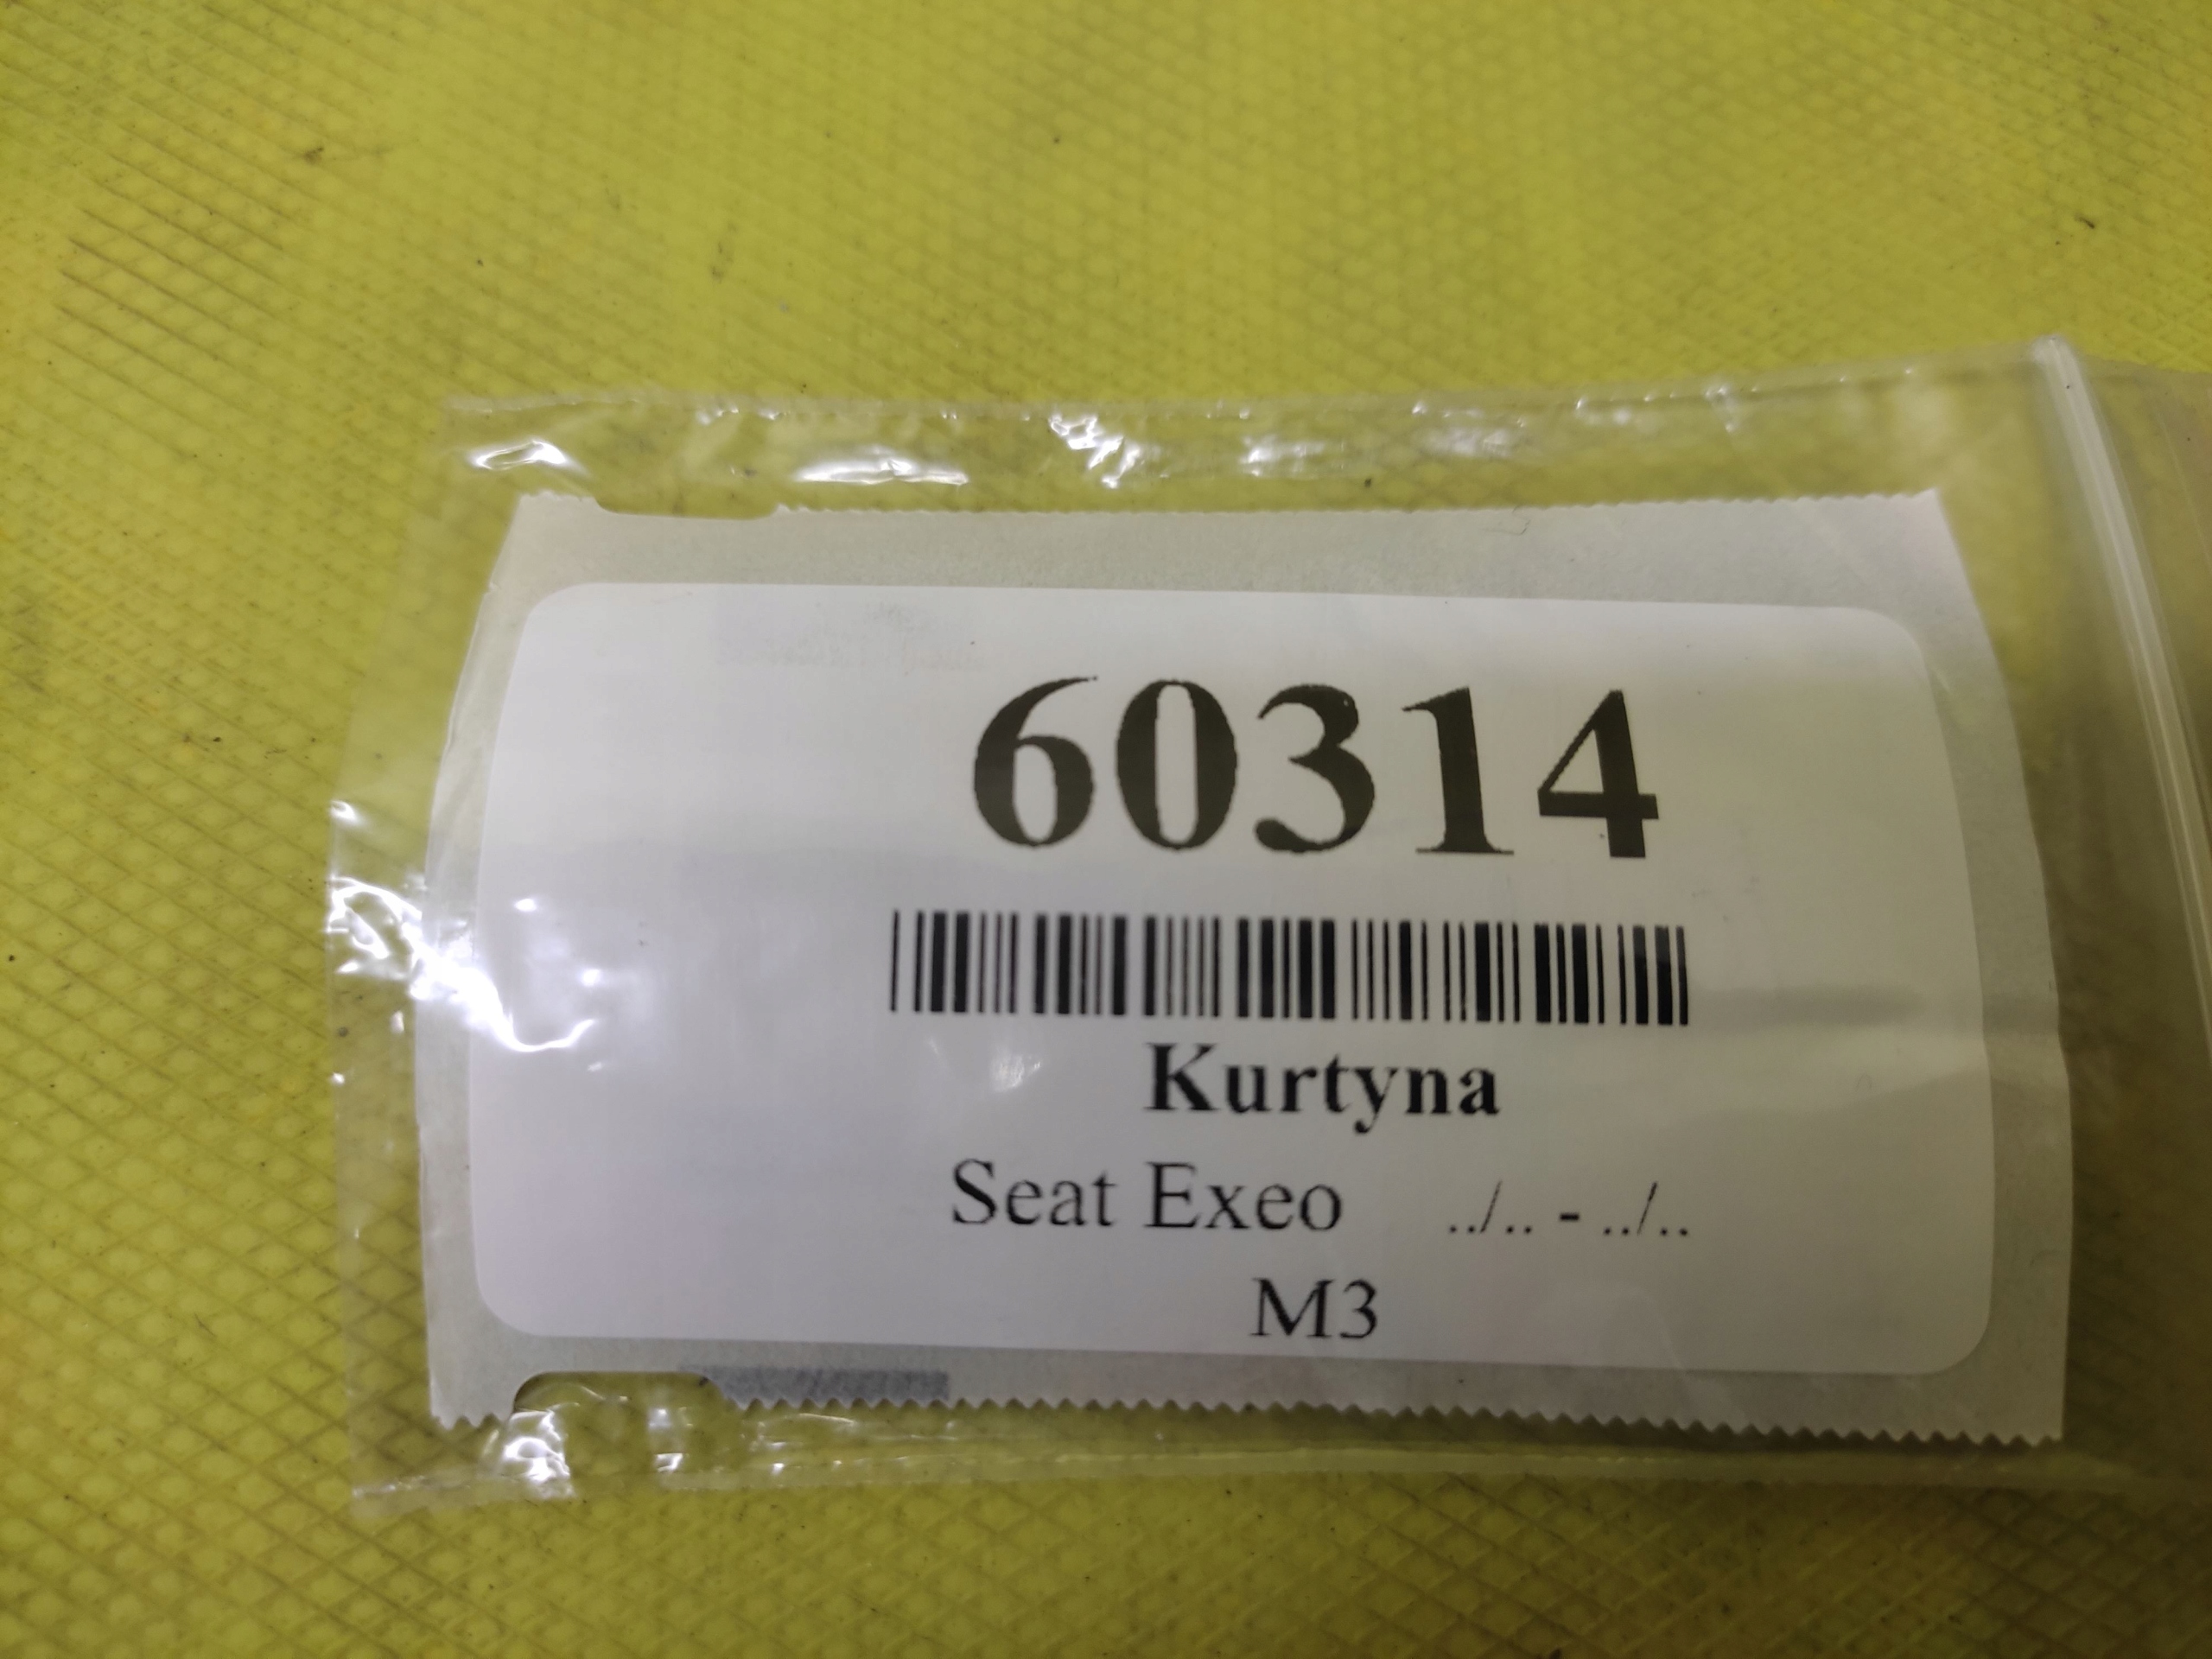 60314
Kurtyna
Seat Exeo ../.. - ../..
M3